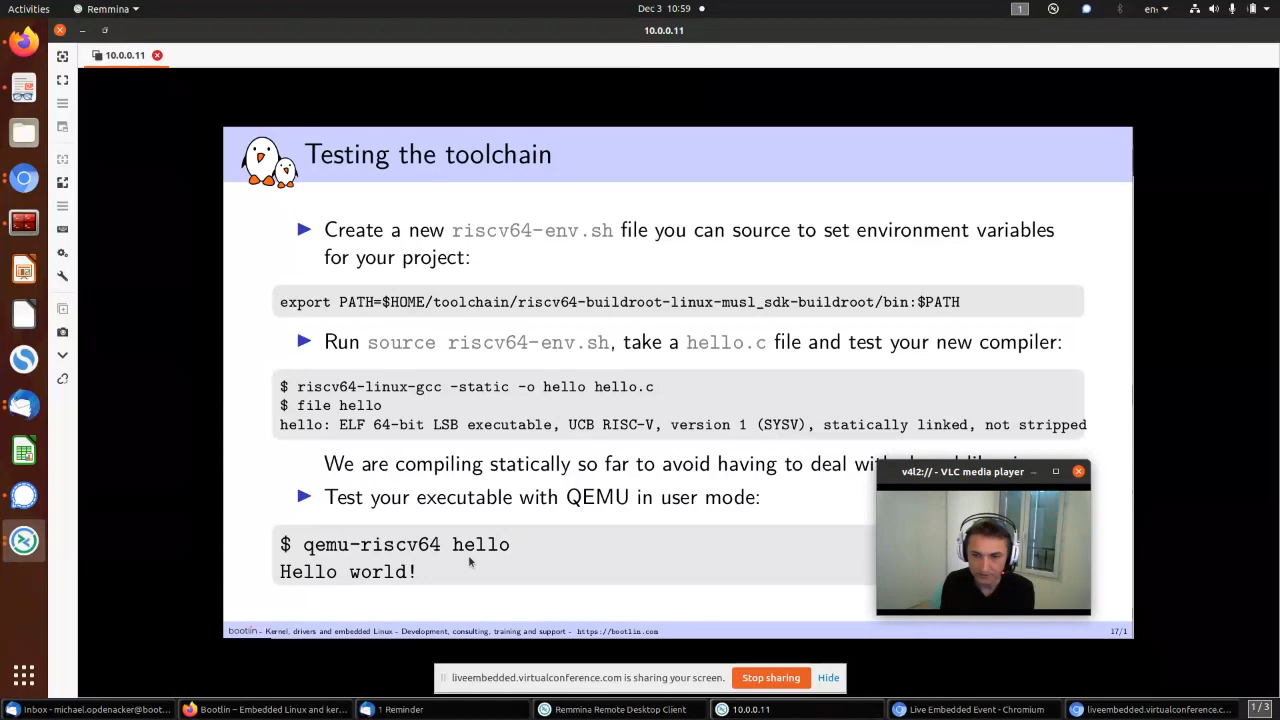 Activities
Remmina
Dec 3 10:59
1
en
10.0.0.11
10.0.0.11
Testing the toolchain
Create a new riscv64-env.sh file you can source to set environment variables
for your project:
export PATH=$HOME/toolchain/riscv64-buildroot-linux-musl_sdk-buildroot/bin:$PATH
Run source riscv64-env.sh, take a hello.c file and test your new compiler:
$ riscv64-linux-gcc -static -o hello hello.c
$ file hello
hello: ELF 64-bit LSB executable, UCB RISC-V, version 1 (SYSV), statically linked, not stripped
We are compiling statically so far to avoid having to deal
v4l2:// - VLC media player
Test your executable with QEMU in user mode:
$ qemu-riscv64 hello
Hello world!
bootlin - Kernel, drivers and embedded Linux - Development, consulting, training and support - https://bootlin.com
17/1
liveembedded.virtualconference.com is sharing your screen.
Stop sharing
Hide
Inbox - michael.opdenacker@boot...
Bootlin – Embedded Linux and ker...
1 Reminder
Remmina Remote Desktop Client
10.0.0.11
Live Embedded Event - Chromium
liveembedded.virtualconference.c...
1 / 3